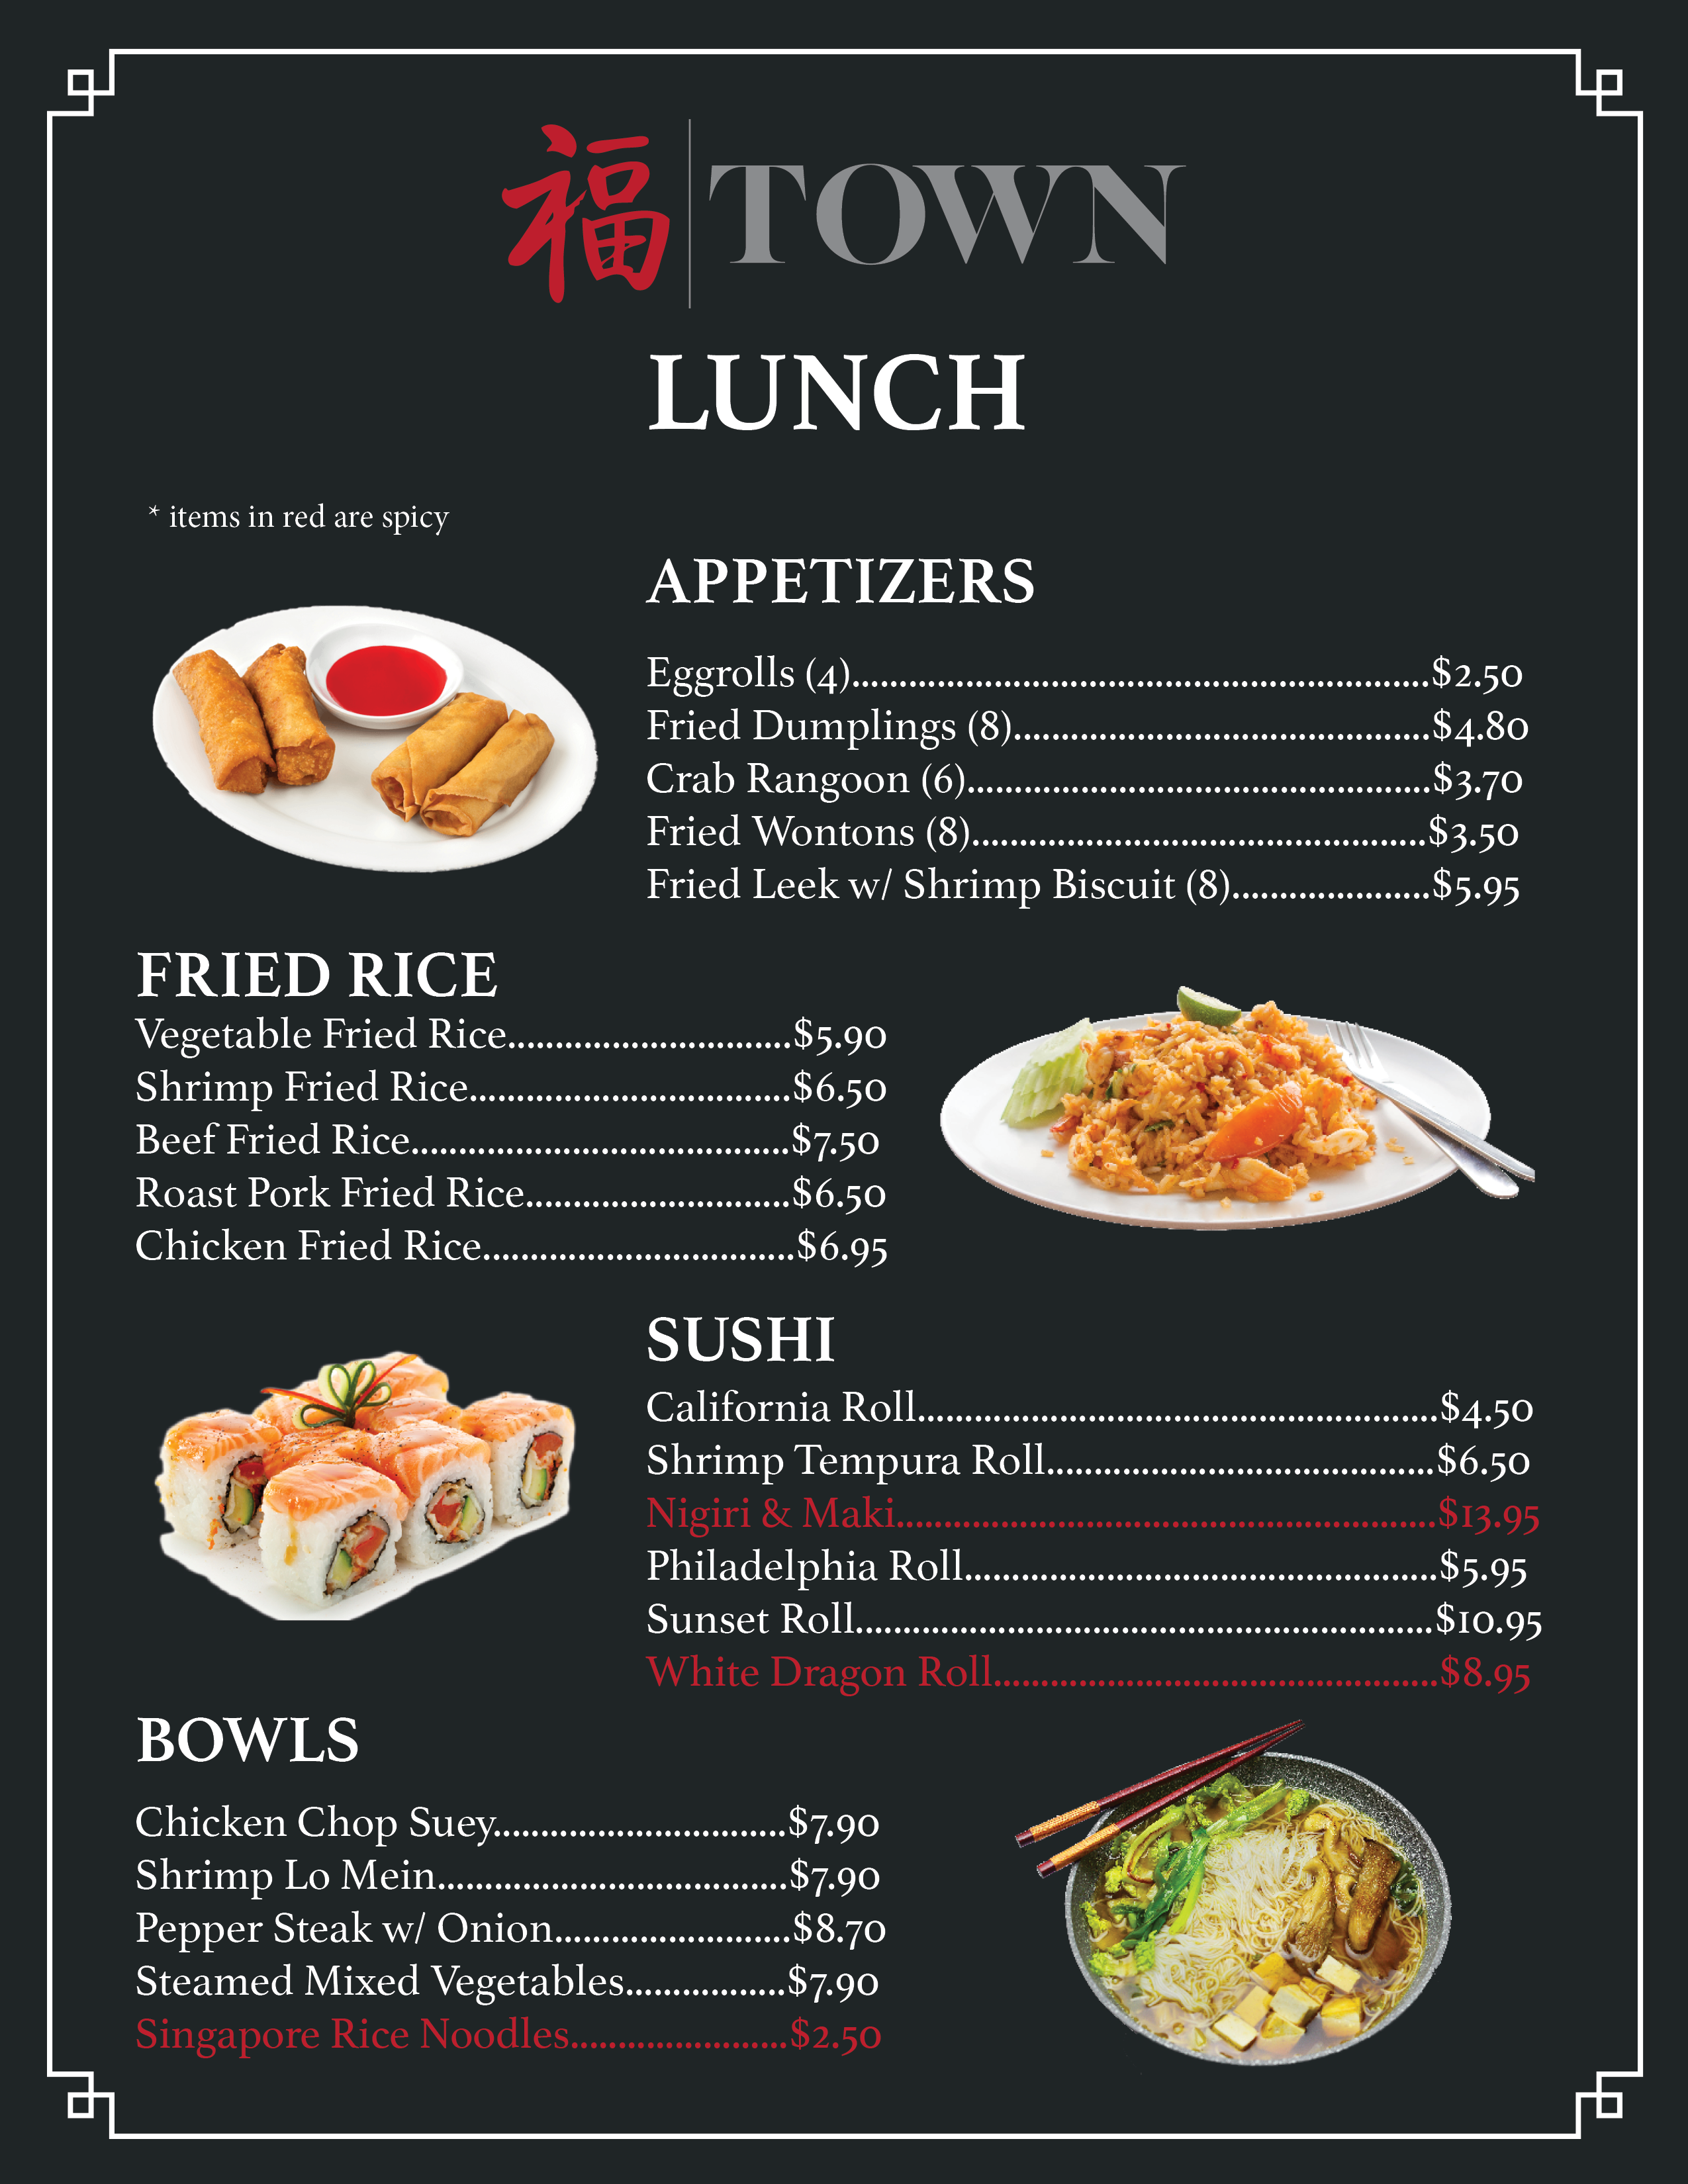 福 TOWN
LUNCH
* items in red are spicy
APPETIZERS
Eggrolls (4)..............................................................$2.50
Fried Dumplings (8)............................................$4.80
Crab Rangoon (6).................................................$3.70
Fried Wontons (8)................................................$3.50
Fried Leek w/ Shrimp Biscuit (8).....................$5.95
FRIED RICE
Vegetable Fried Rice..............................$5.90
Shrimp Fried Rice..................................$6.50
Beef Fried Rice........................................$7.50
Roast Pork Fried Rice............................$6.50
Chicken Fried Rice.................................$6.95
SUSHI
California Roll.......................................................$4.50
Shrimp Tempura Roll.........................................$6.50
Nigiri & Maki.........................................................$13.95
Philadelphia Roll..................................................$5.95
Sunset Roll.............................................................$10.95
White Dragon Roll...............................................$8.95
BOWLS
Chicken Chop Suey...............................$7.90
Shrimp Lo Mein.....................................$7.90
Pepper Steak w/ Onion.........................$8.70
Steamed Mixed Vegetables.................$7.90
Singapore Rice Noodles.......................$2.50